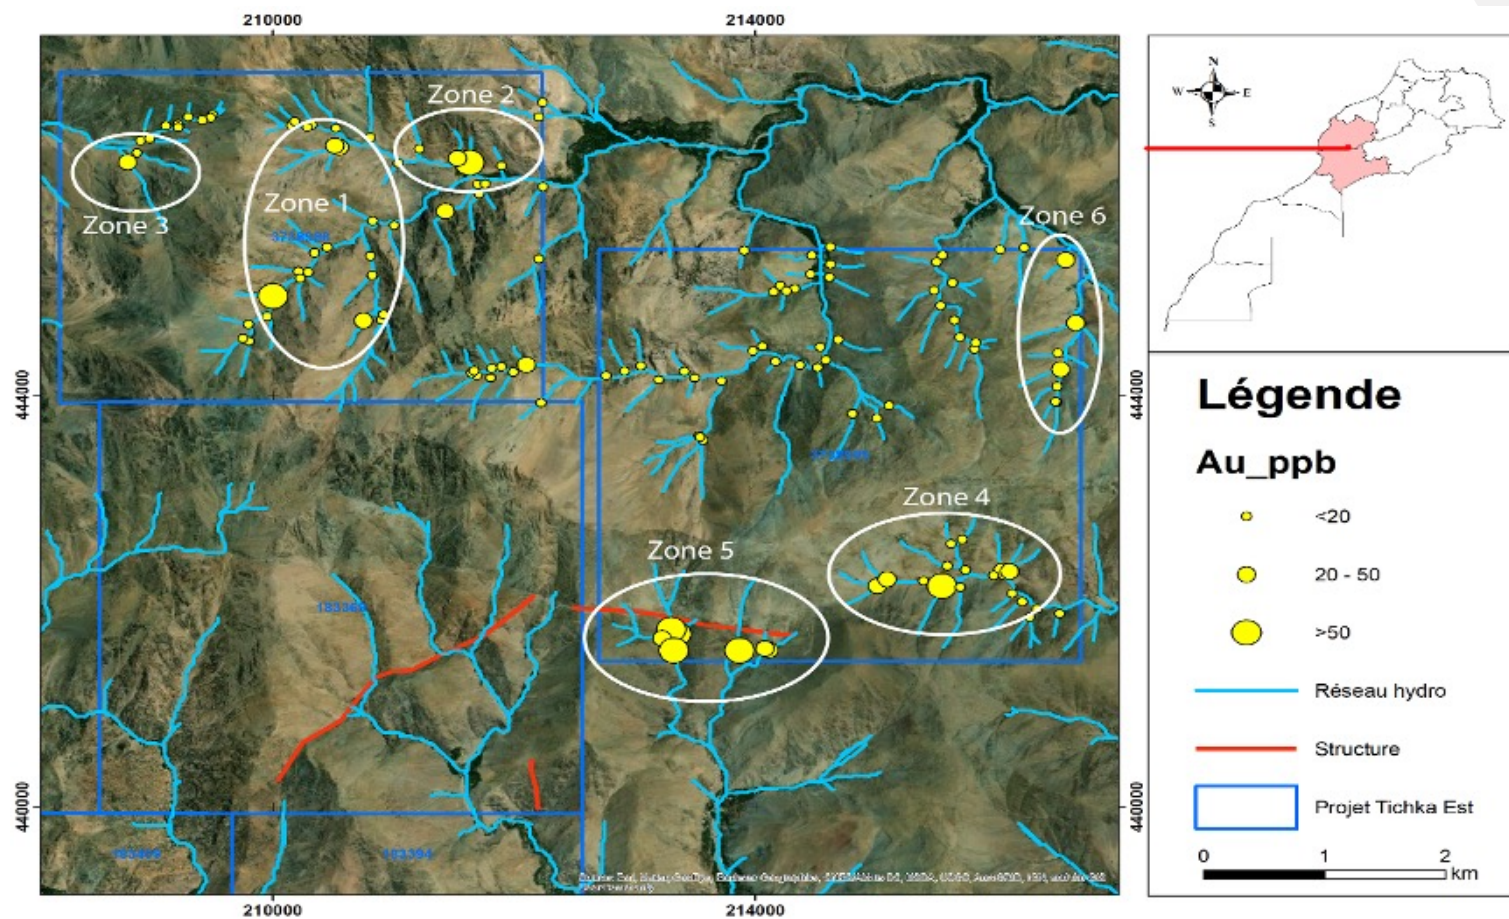 210000
214000
Zone 2
Zone 3
Zone 1
Zone 6
444000
444000
Zone 4
Zone 5
440000
440000
210000
214000
N
W
E
S
Légende
Au_ppb
<20
20 - 50
>50
Réseau hydro
Structure
Projet Tichka Est
0
1
2
km